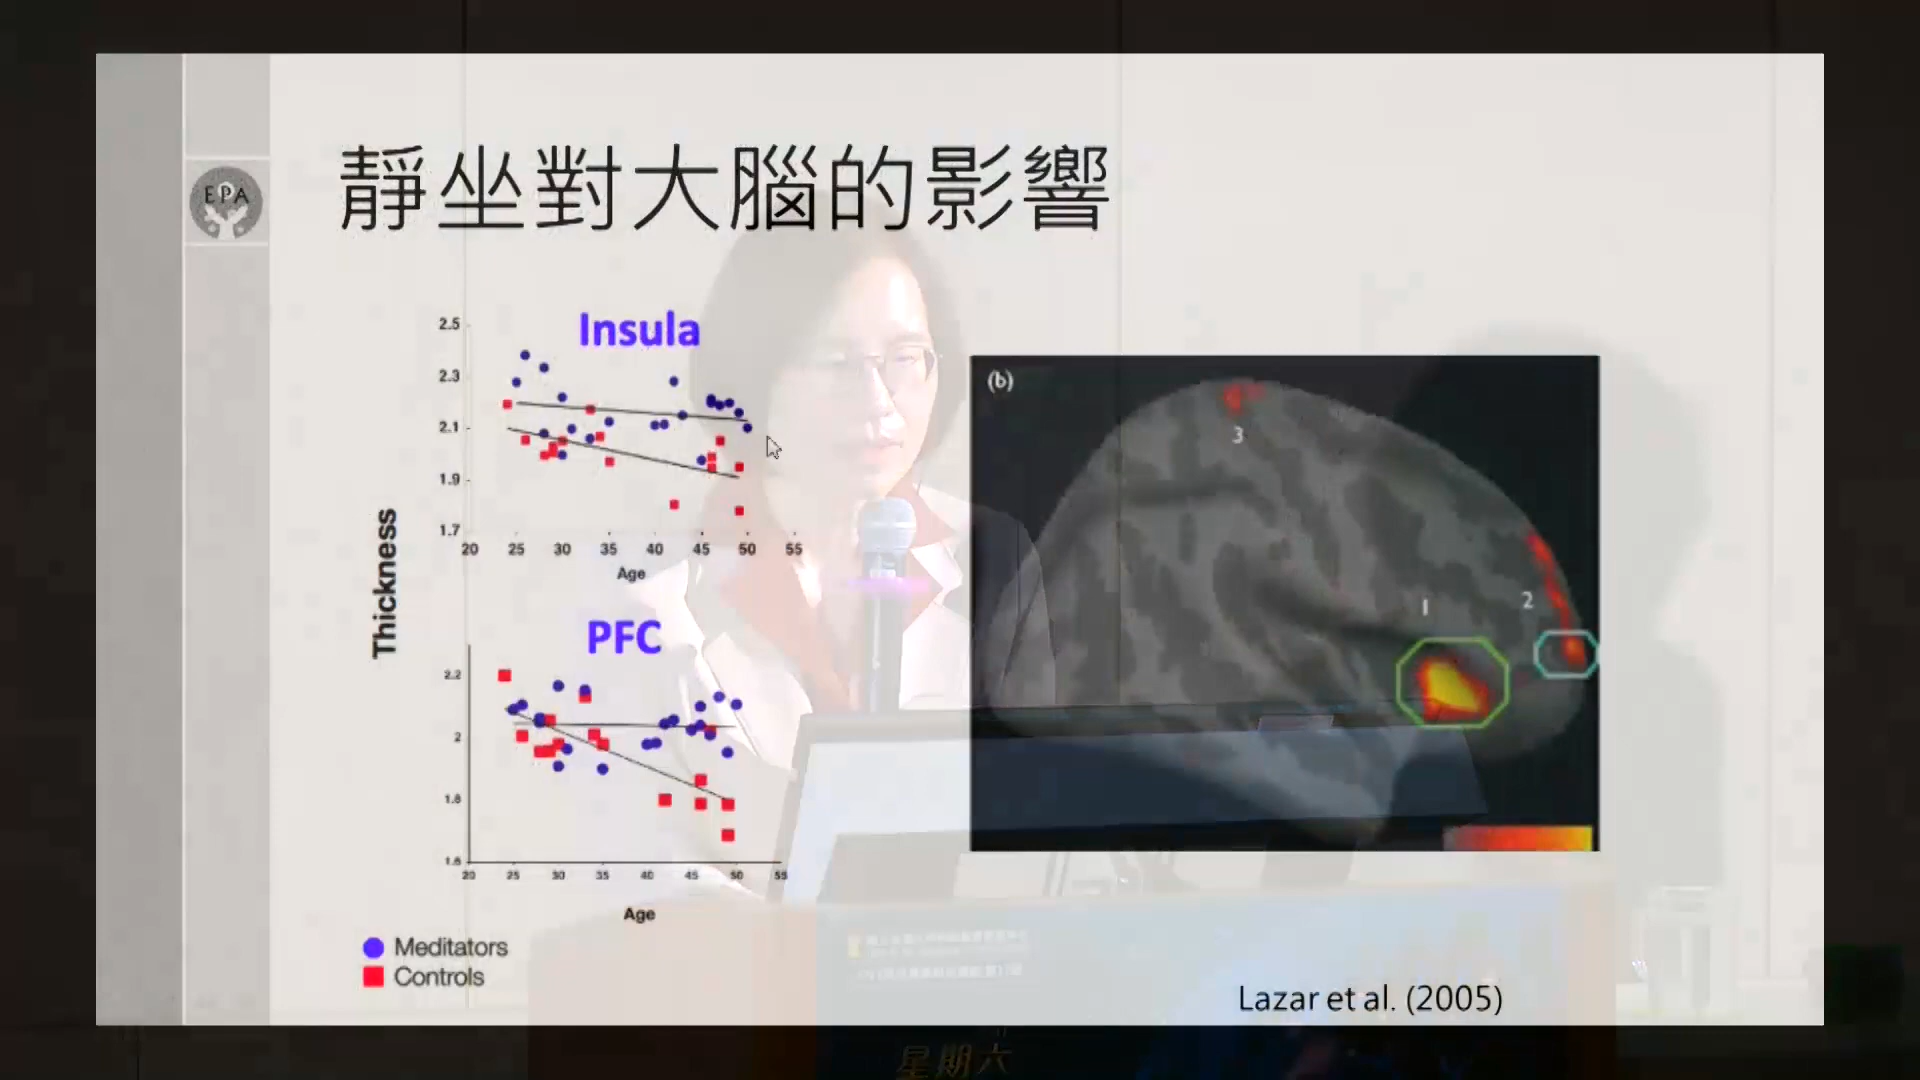 靜坐對大腦的影響
EPA
Insula
2.5
2.3
2.1
1.9
1.7
20 25 30 35 40 45 50 55
Age
Thickness
PFC
2.2
2
1.8
1.6
20 25 30 35 40 45 50 55
Age
Meditators
Controls
(b)
3
1
2
Lazar et al. (2005)
星期六